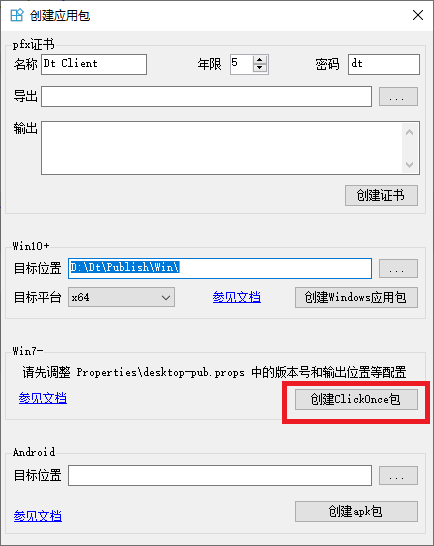 创建应用包
pfx证书
名称 Dt Client 年限 5 密码 dt
导出 ...
输出
创建证书
Win10+
目标位置 D:\Dt\Publish\Win\ ...
目标平台 x64 参见文档 创建Windows应用包
Win7-
请先调整 Properties\desktop-pub.props 中的版本号和输出位置等配置
参见文档 创建ClickOnce包
Android
目标位置 ...
参见文档 创建apk包